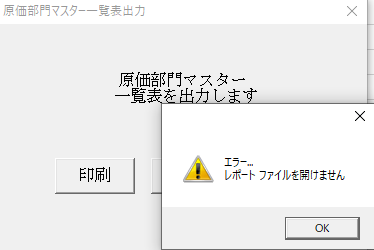 原価部門マスター一覧表出力
原価部門マスター
一覧表を出力します
印刷
エラー...
レポート ファイルを開けません
OK